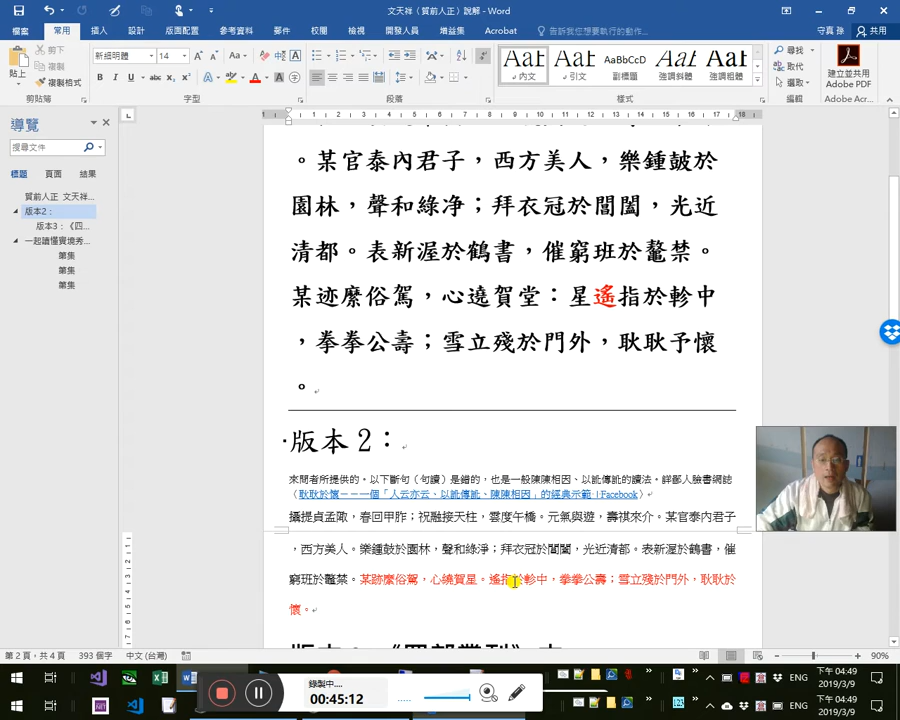 文天祥（賀前人正）說解 - Word
檔案 常用 插入 設計 版面配置 參考資料 郵件 校閱 檢視 開發人員 增益集 Acrobat 告訴我您想要執行的動作... 守真 孫 共用
貼上 剪下 複製 複製格式 新細明體 14 內文 引文 副標題 強調斜體 強調粗體 尋找 取代 選取 建立並共用 Adobe PDF
剪貼簿 字型 段落 樣式 編輯 Adobe Acr...
導覽
搜尋文件
標題 頁面 結果
賀前人正 文天祥...
版本2：
版本3：《四...
一起讀懂實境秀...
第集
第集
第集
。某官泰內君子，西方美人，樂鍾鼓於
園林，聲和綠净；拜衣冠於閶闔，光近
清都。表新渥於鶴書，催窮班於鼇禁。
某迹縻俗駕，心遶賀堂：星遙指於軫中
，拳拳公壽；雪立殘於門外，耿耿予懷
。
版本 2：
來問者所提供的。以下斷句（句讀）是錯的，也是一般陳陳相因、以訛傳訛的讀法。詳鄙人臉書網誌
（耿耿於懷－－一個「人云亦云、以訛傳訛、陳陳相因」的經典示範 | Facebook）
攝提貞孟陬，春回甲胙；祝融接天柱，雲度午橋。元氣與遊，壽祺來介。某官泰内君子
，西方美人。樂鍾鼓於園林，聲和綠淨；拜衣冠於閶闔，光近清都。表新渥於鶴書，催
窮班於鼇禁。某跡縻俗駕，心繞賀星。遙指於軫中，拳拳公壽；雪立殘於門外，耿耿於
懷。
第 2 頁，共 4 頁 393 個字 中文 (台灣) 90%
錄製中....
00:45:12
ENG 下午 04:49
2019/3/9
ENG 下午 04:49
2019/3/9